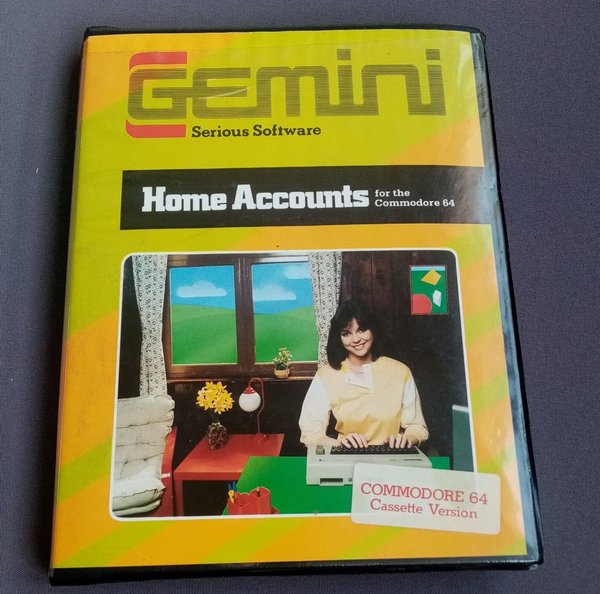 Gemini
Serious Software
Home Accounts
for the
Commodore 64
COMMODORE 64
Cassette Version